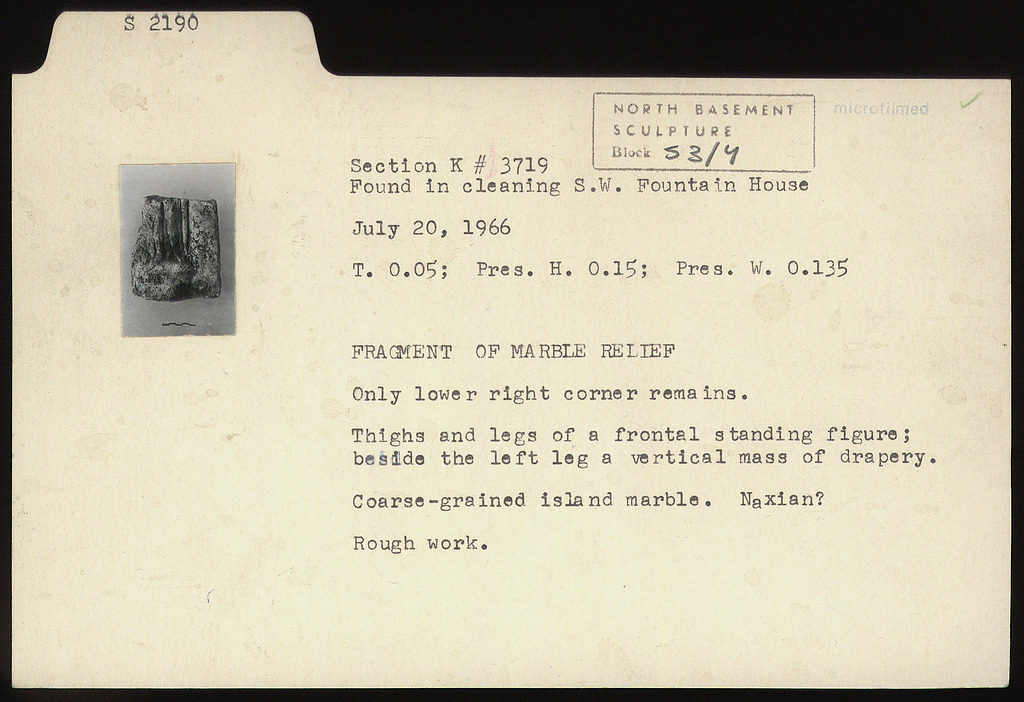 S 2190
NORTH BASEMENT
SCULPTURE
Block 53/4
microfilmed
Section K # 3719
Found in cleaning S.W. Fountain House
July 20, 1966
T. 0.05; Pres. H. 0.15; Pres. W. 0.135
FRAGMENT OF MARBLE RELIEF
Only lower right corner remains.
Thighs and legs of a frontal standing figure;
beside the left leg a vertical mass of drapery.
Coarse-grained island marble. Naxian?
Rough work.